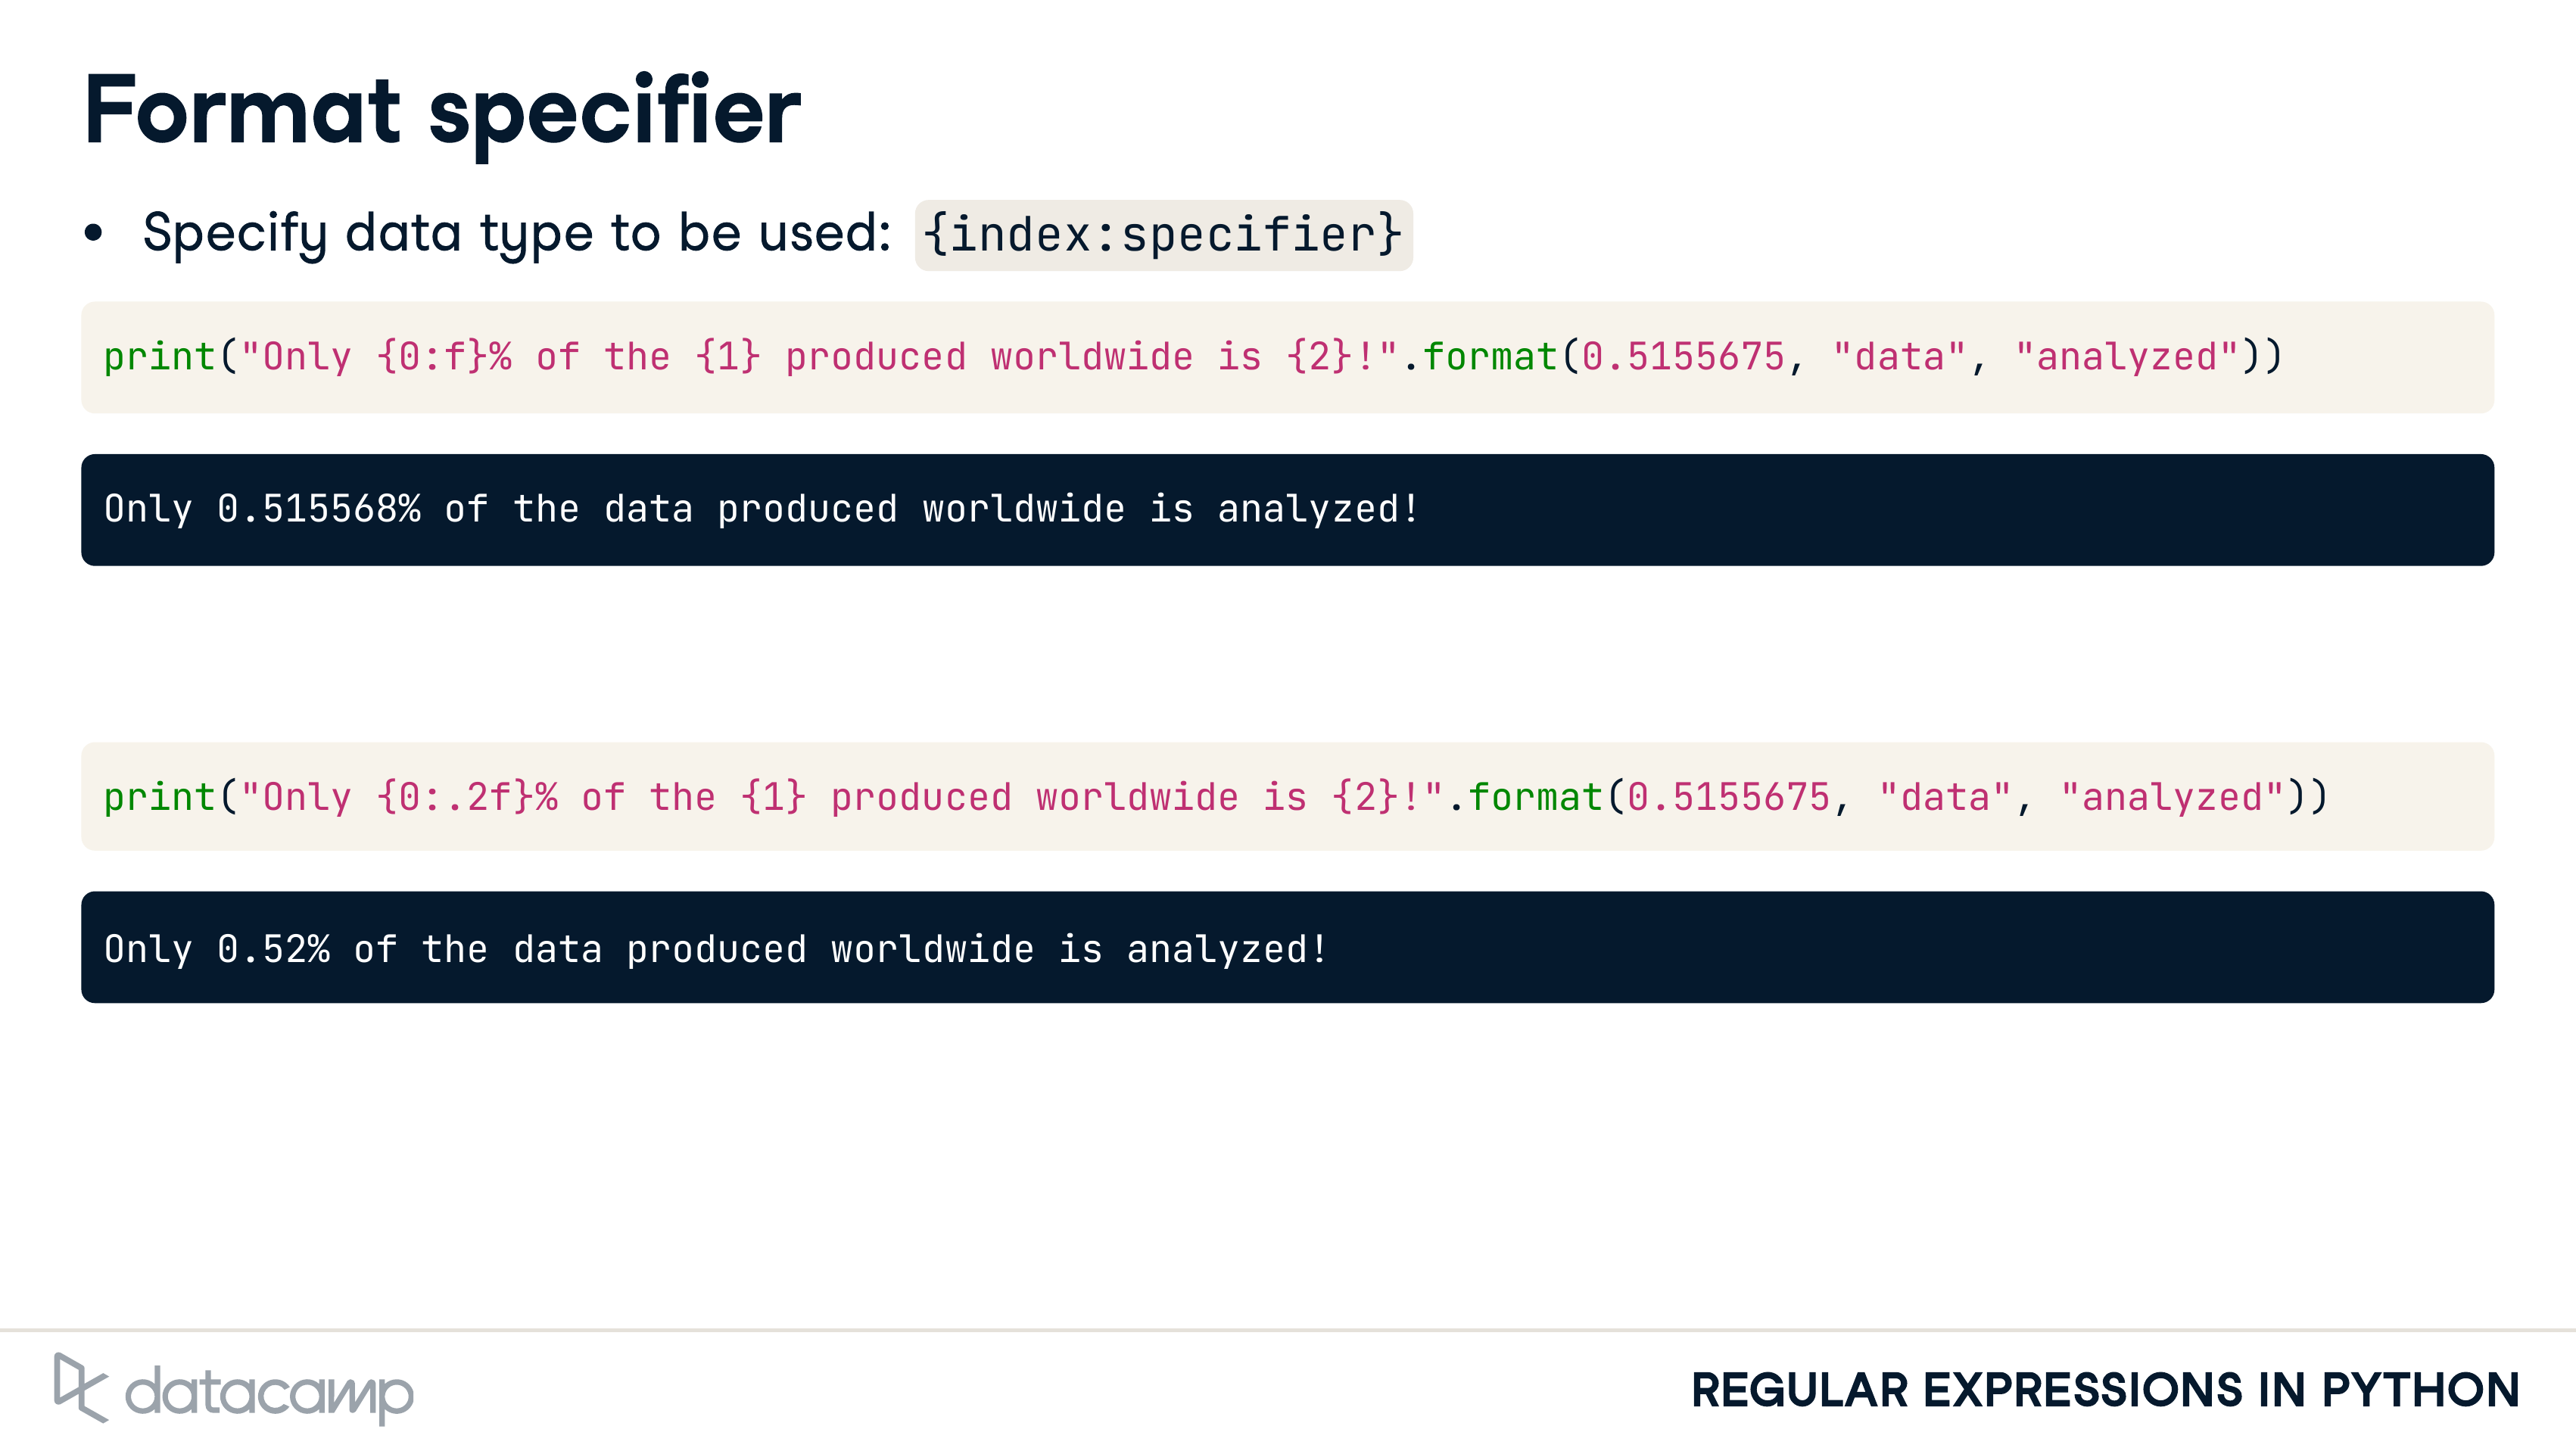 Format specifier
• Specify data type to be used: {index:specifier}
print("Only {0:f}% of the {1} produced worldwide is {2}!".format(0.5155675, "data", "analyzed"))
Only 0.515568% of the data produced worldwide is analyzed!
print("Only {0:.2f}% of the {1} produced worldwide is {2}!".format(0.5155675, "data", "analyzed"))
Only 0.52% of the data produced worldwide is analyzed!
datacamp
REGULAR EXPRESSIONS IN PYTHON